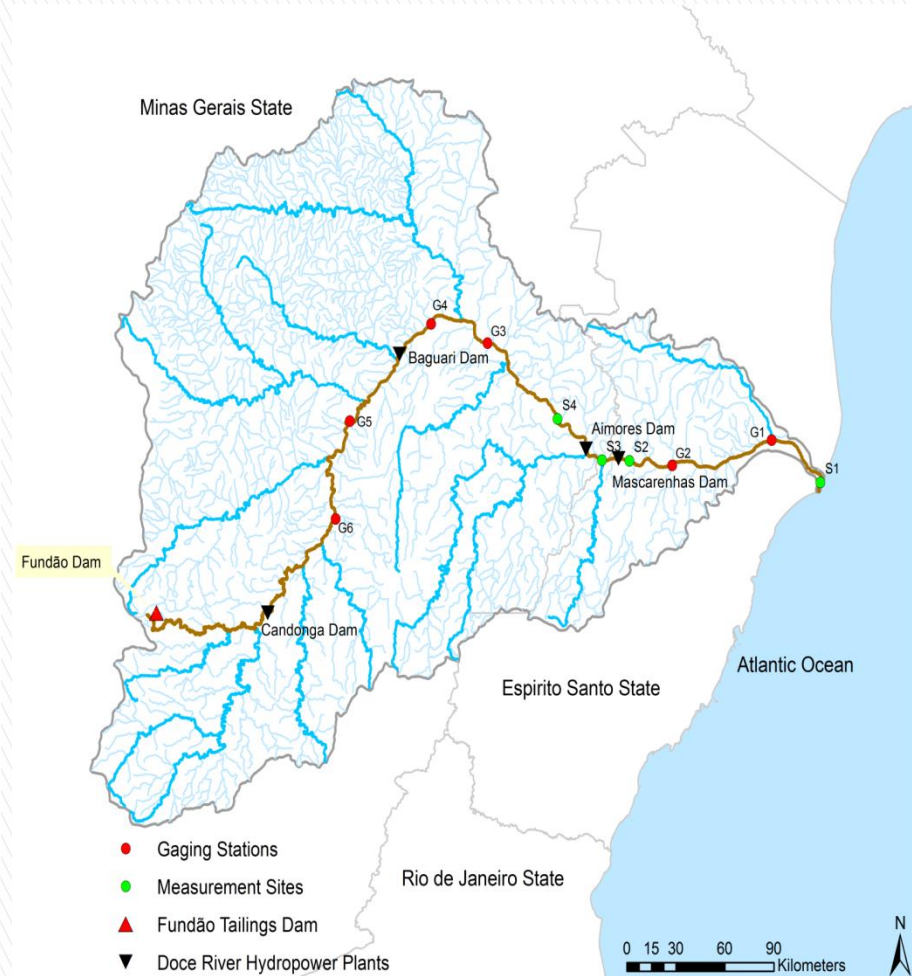 Minas Gerais State
G4
G3
Baguari Dam
S4
G5
Aimores Dam
G1
S3
S2
G2
S1
Mascarenhas Dam
G6
Fundão Dam
Candonga Dam
Atlantic Ocean
Espirito Santo State
Gaging Stations
Measurement Sites
Rio de Janeiro State
Fundão Tailings Dam
Doce River Hydropower Plants
N
0 15 30 60 90
Kilometers